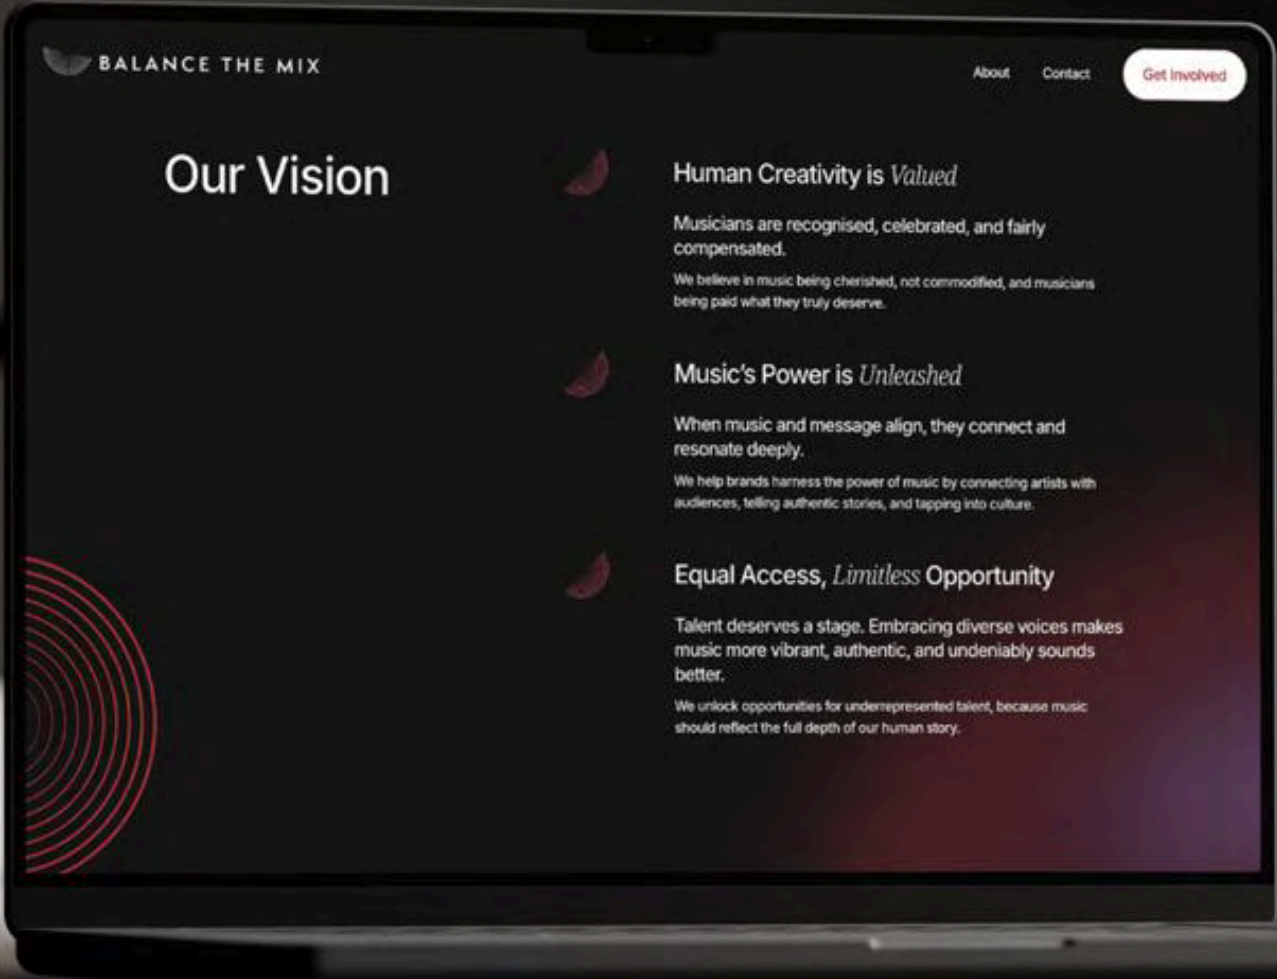 BALANCE THE MIX
About
Contact
Get Involved
Our Vision
Human Creativity is Valued
Musicians are recognised, celebrated, and fairly
compensated.
We believe in music being cherished, not commodified, and musicians
being paid what they truly deserve.
Music's Power is Unleashed
When music and message align, they connect and
resonate deeply.
We help brands harness the power of music by connecting artists with
audiences, telling authentic stories, and tapping into culture.
Equal Access, Limitless Opportunity
Talent deserves a stage. Embracing diverse voices makes
music more vibrant, authentic, and undeniably sounds
better.
We unlock opportunities for underrepresented talent, because music
should reflect the full depth of our human story.